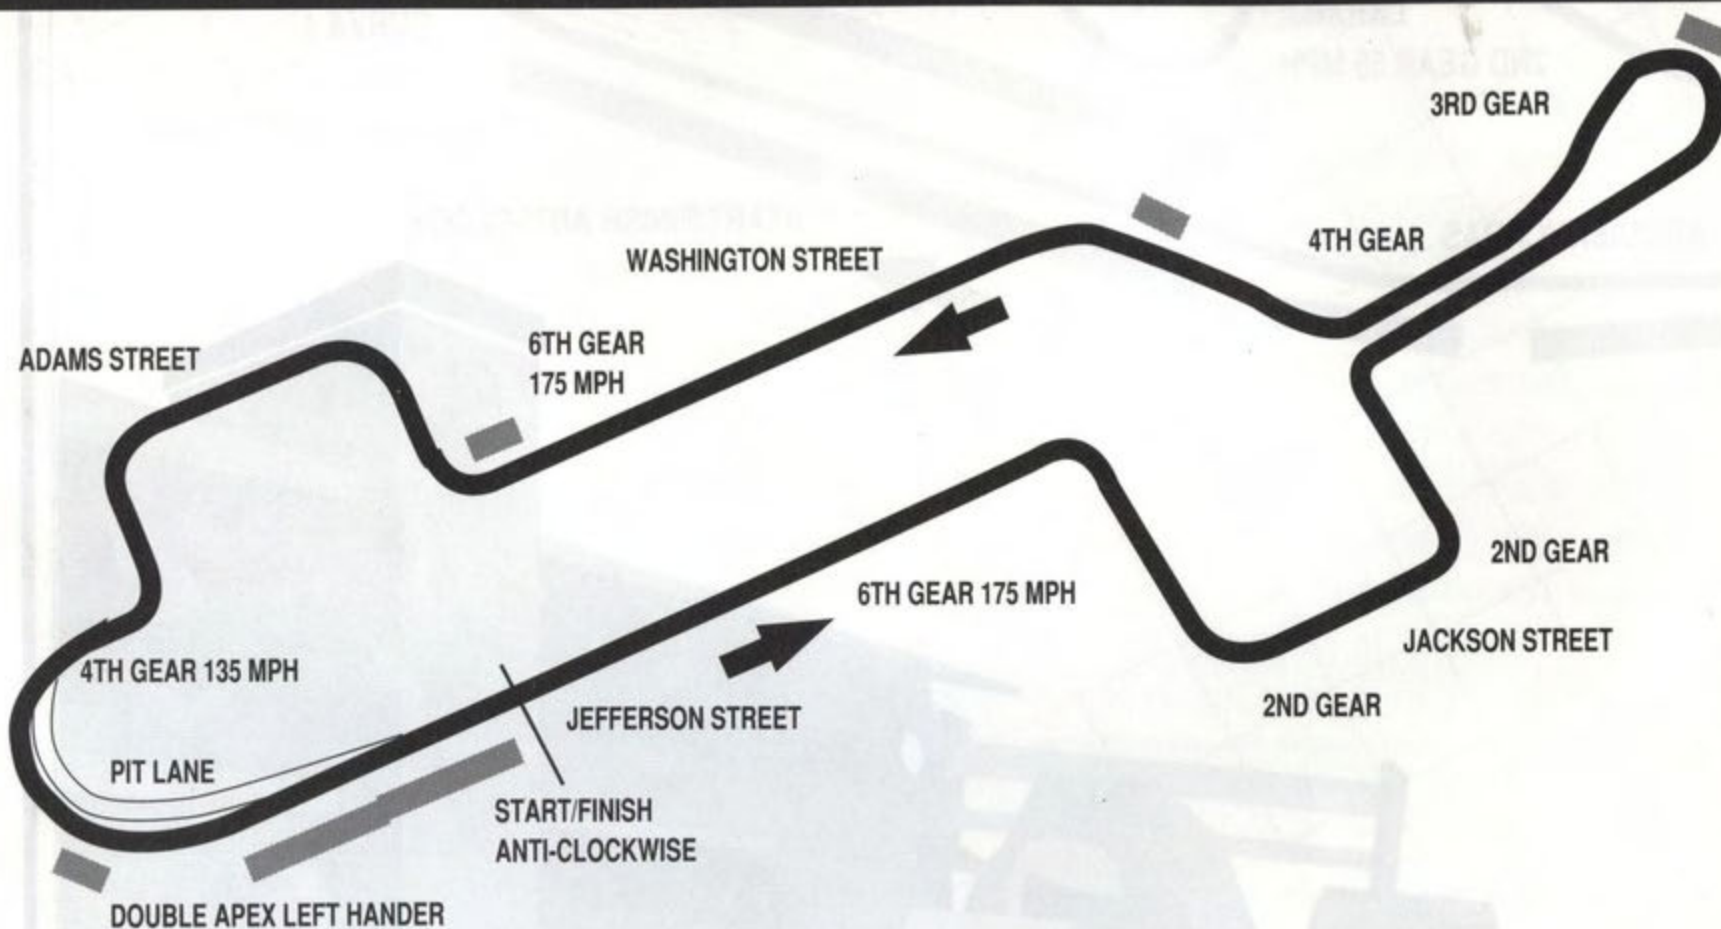 3RD GEAR
4TH GEAR
WASHINGTON STREET
6TH GEAR
175 MPH
ADAMS STREET
2ND GEAR
6TH GEAR 175 MPH
JACKSON STREET
4TH GEAR 135 MPH
2ND GEAR
JEFFERSON STREET
PIT LANE
START/FINISH
ANTI-CLOCKWISE
DOUBLE APEX LEFT HANDER